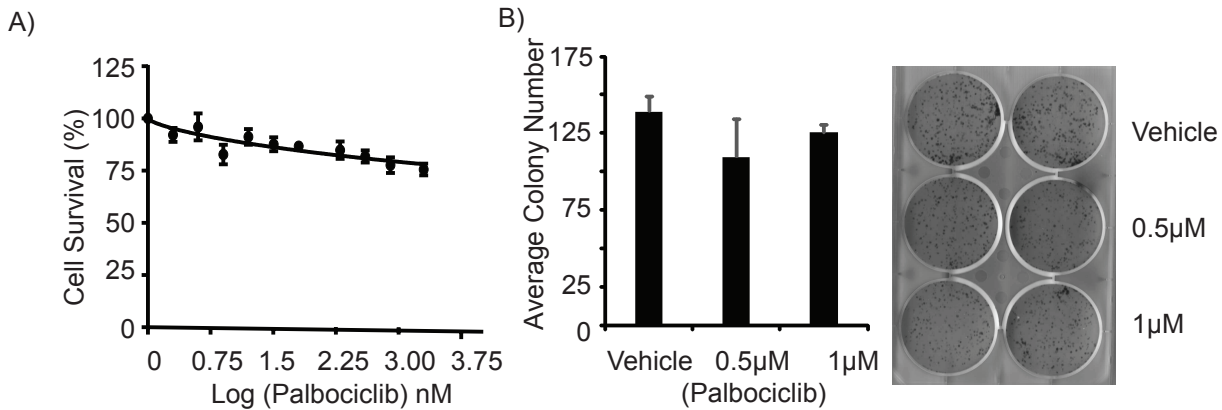 A)
125
100
75
50
25
0
Cell Survival (%)
0 0.75 1.5 2.25 3.00 3.75
Log (Palbociclib) nM
B)
175
125
75
25
0
Average Colony Number
Vehicle 0.5µM 1µM
(Palbociclib)
Vehicle
0.5µM
1µM